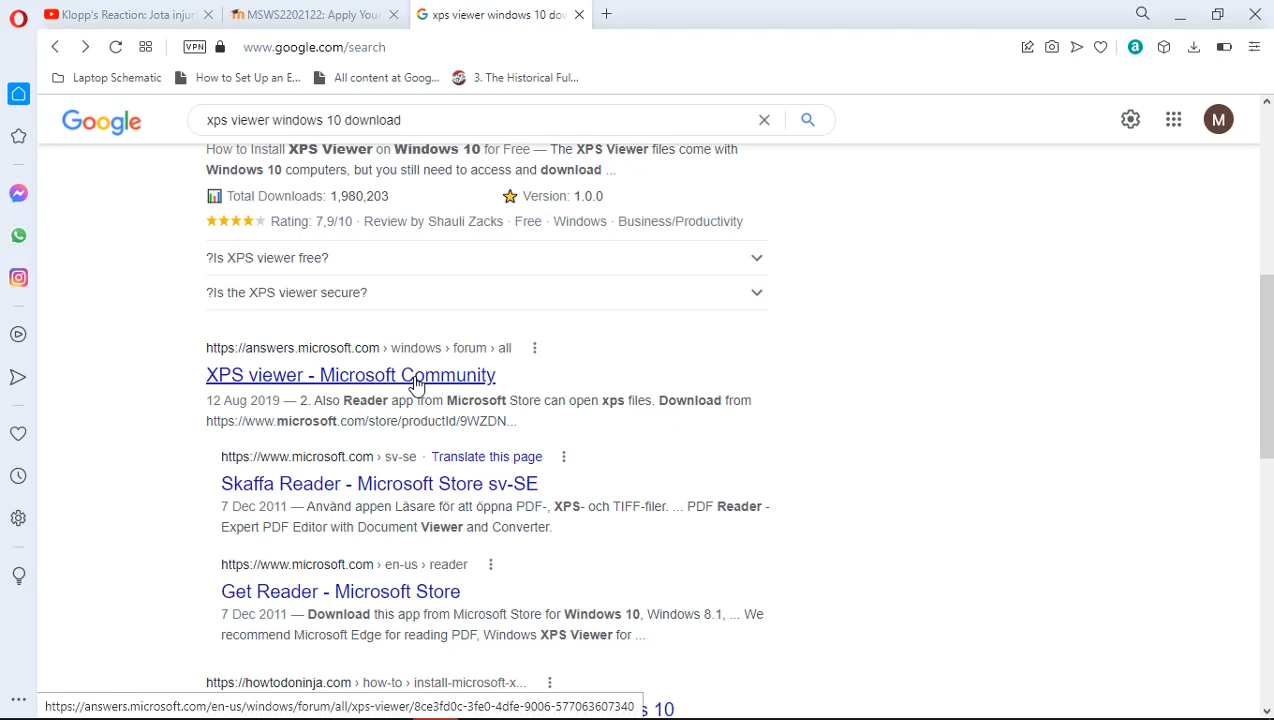 Klopp's Reaction: Jota injur
MSWS2202122: Apply Your
xps viewer windows 10 do
VPN
www.google.com/search
Laptop Schematic
How to Set Up an E...
All content at Goog...
3. The Historical Ful...
Google
xps viewer windows 10 download
M
How to Install XPS Viewer on Windows 10 for Free — The XPS Viewer files come with
Windows 10 computers, but you still need to access and download ...
Total Downloads: 1,980,203
Version: 1.0.0
Rating: 7,9/10 · Review by Shauli Zacks · Free · Windows · Business/Productivity
?Is XPS viewer free?
?Is the XPS viewer secure?
https://answers.microsoft.com › windows › forum › all
XPS viewer - Microsoft Community
12 Aug 2019 — 2. Also Reader app from Microsoft Store can open xps files. Download from
https://www.microsoft.com/store/productId/9WZDN...
https://www.microsoft.com › sv-se · Translate this page
Skaffa Reader - Microsoft Store sv-SE
7 Dec 2011 — Använd appen Läsare för att öppna PDF-, XPS- och TIFF-filer. ... PDF Reader -
Expert PDF Editor with Document Viewer and Converter.
https://www.microsoft.com › en-us › reader
Get Reader - Microsoft Store
7 Dec 2011 — Download this app from Microsoft Store for Windows 10, Windows 8.1, ... We
recommend Microsoft Edge for reading PDF, Windows XPS Viewer for ...
https://howtodoninja.com › how-to › install-microsoft-x...
s 10
https://answers.microsoft.com/en-us/windows/forum/all/xps-viewer/8ce3fd0c-3fe0-4dfe-9006-577063607340